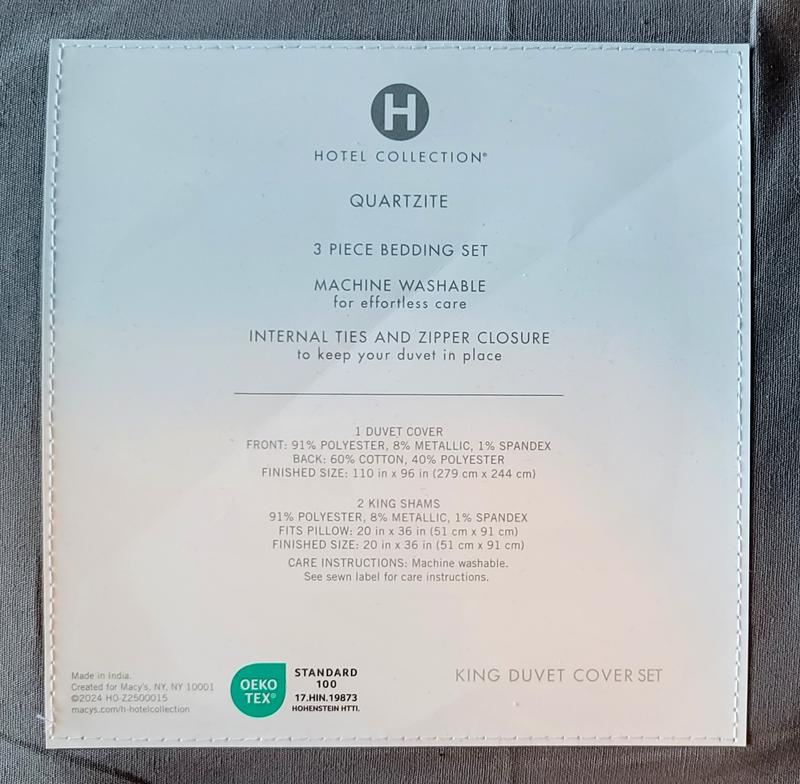 H
HOTEL COLLECTION®
QUARTZITE
3 PIECE BEDDING SET
MACHINE WASHABLE
for effortless care
INTERNAL TIES AND ZIPPER CLOSURE
to keep your duvet in place
1 DUVET COVER
FRONT: 91% POLYESTER, 8% METALLIC, 1% SPANDEX
BACK: 60% COTTON, 40% POLYESTER
FINISHED SIZE: 110 in x 96 in (279 cm x 244 cm)
2 KING SHAMS
91% POLYESTER, 8% METALLIC, 1% SPANDEX
FITS PILLOW: 20 in x 36 in (51 cm x 91 cm)
FINISHED SIZE: 20 in x 36 in (51 cm x 91 cm)
CARE INSTRUCTIONS: Machine washable.
See sewn label for care instructions.
Made in India.
Created for Macy's, NY, NY 10001
©2024 HO-Z2500015
macys.com/h-hotelcollection
OEKO
TEX®
STANDARD
100
17.HIN.19873
HOHENSTEIN HTTI.
KING DUVET COVER SET